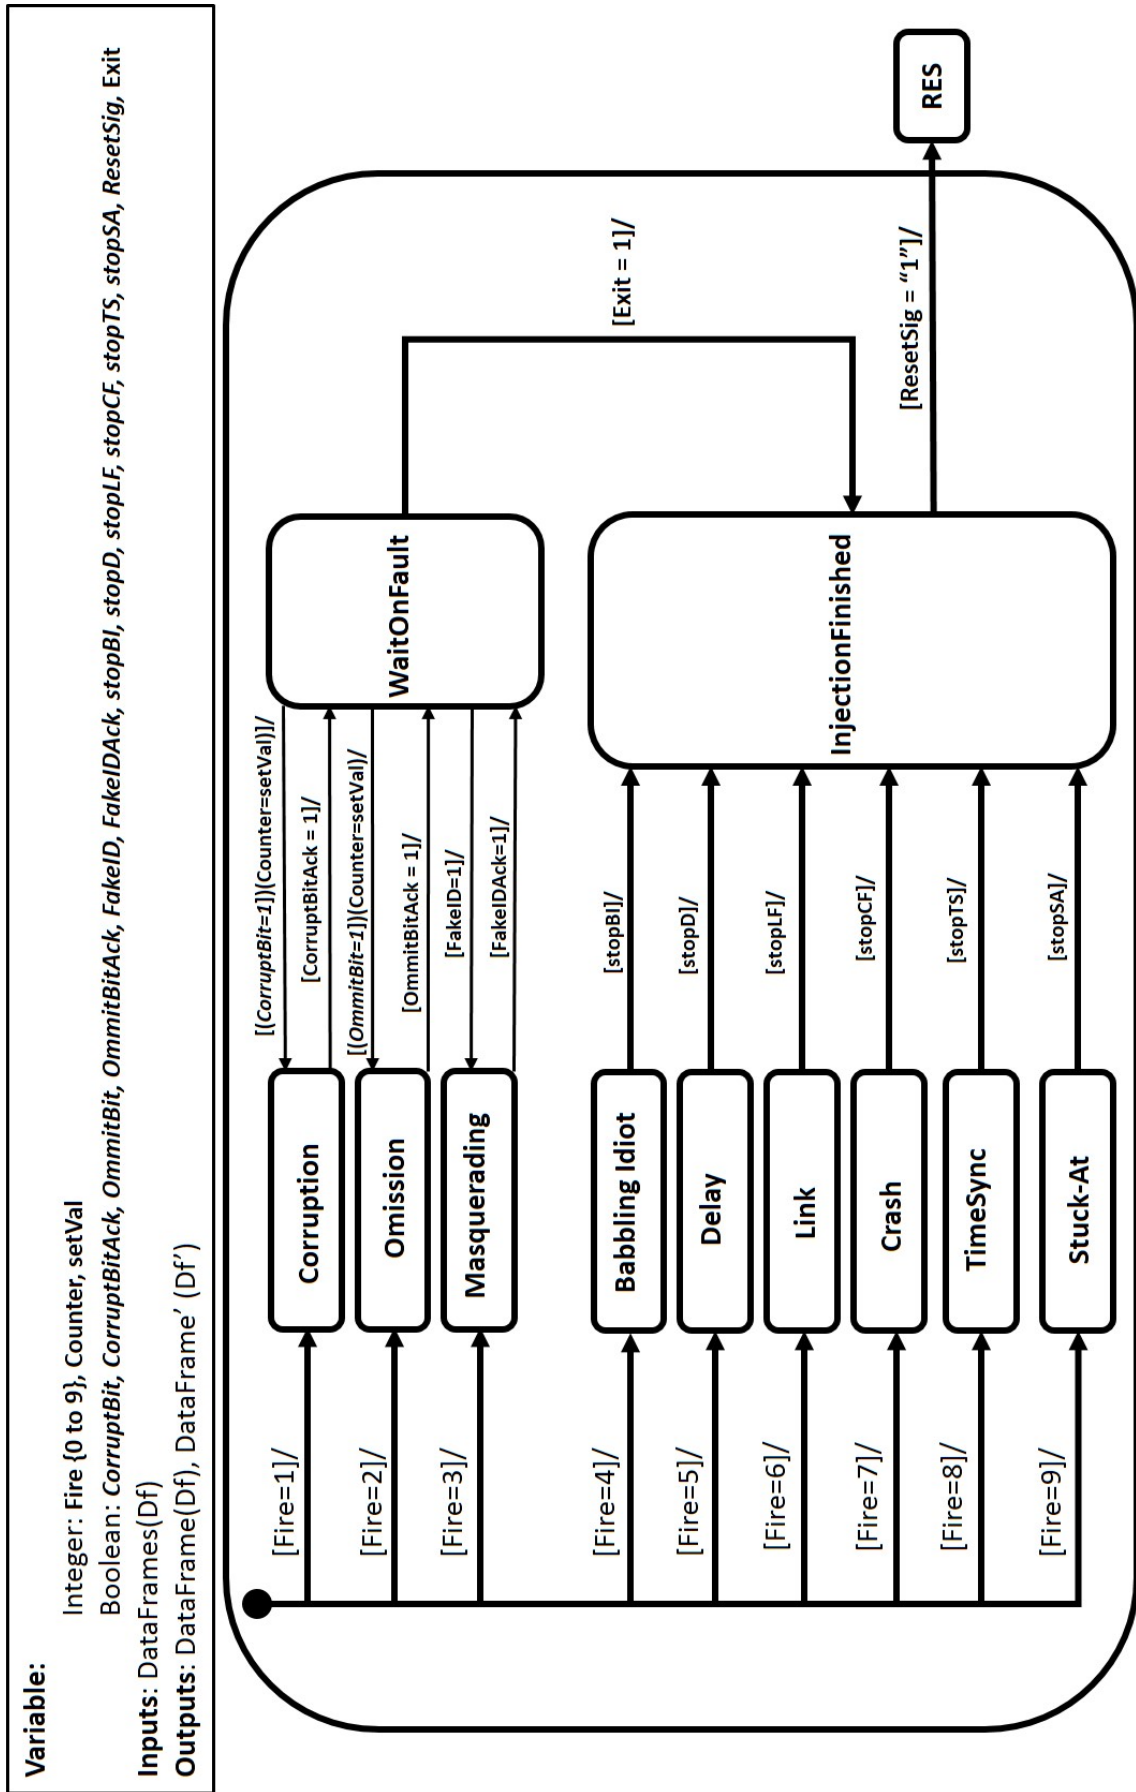 Variable:
Integer: Fire {0 to 9}, Counter, setVal
Boolean: CorruptBit, CorruptBitAck, OmmitBit, OmmitBitAck, FakeID, FakeIDAck, stopBI, stopD, stopLF, stopCF, stopTS, stopSA, ResetSig, Exit
Inputs: DataFrames(Df)
Outputs: DataFrame(Df), DataFrame’ (Df’)
[Fire=1]/
Corruption
[((CorruptBit=1])(Counter=setVal)]/
[CorruptBitAck = 1]/
[Fire=2]/
Omission
[((OmmitBit=1])(Counter=setVal)/
[OmmitBitAck = 1]/
[Fire=3]/
Masquerading
[FakeID=1]/
[FakeIDAck=1]/
WaitOnFault
[Exit = 1]/
[Fire=4]/
Babbling Idiot
[stopBI]/
[Fire=5]/
Delay
[stopD]/
[Fire=6]/
Link
[stopLF]/
[Fire=7]/
Crash
[stopCF]/
[Fire=8]/
TimeSync
[stopTS]/
[Fire=9]/
Stuck-At
[stopSA]/
InjectionFinished
[ResetSig = “1”]/
RES